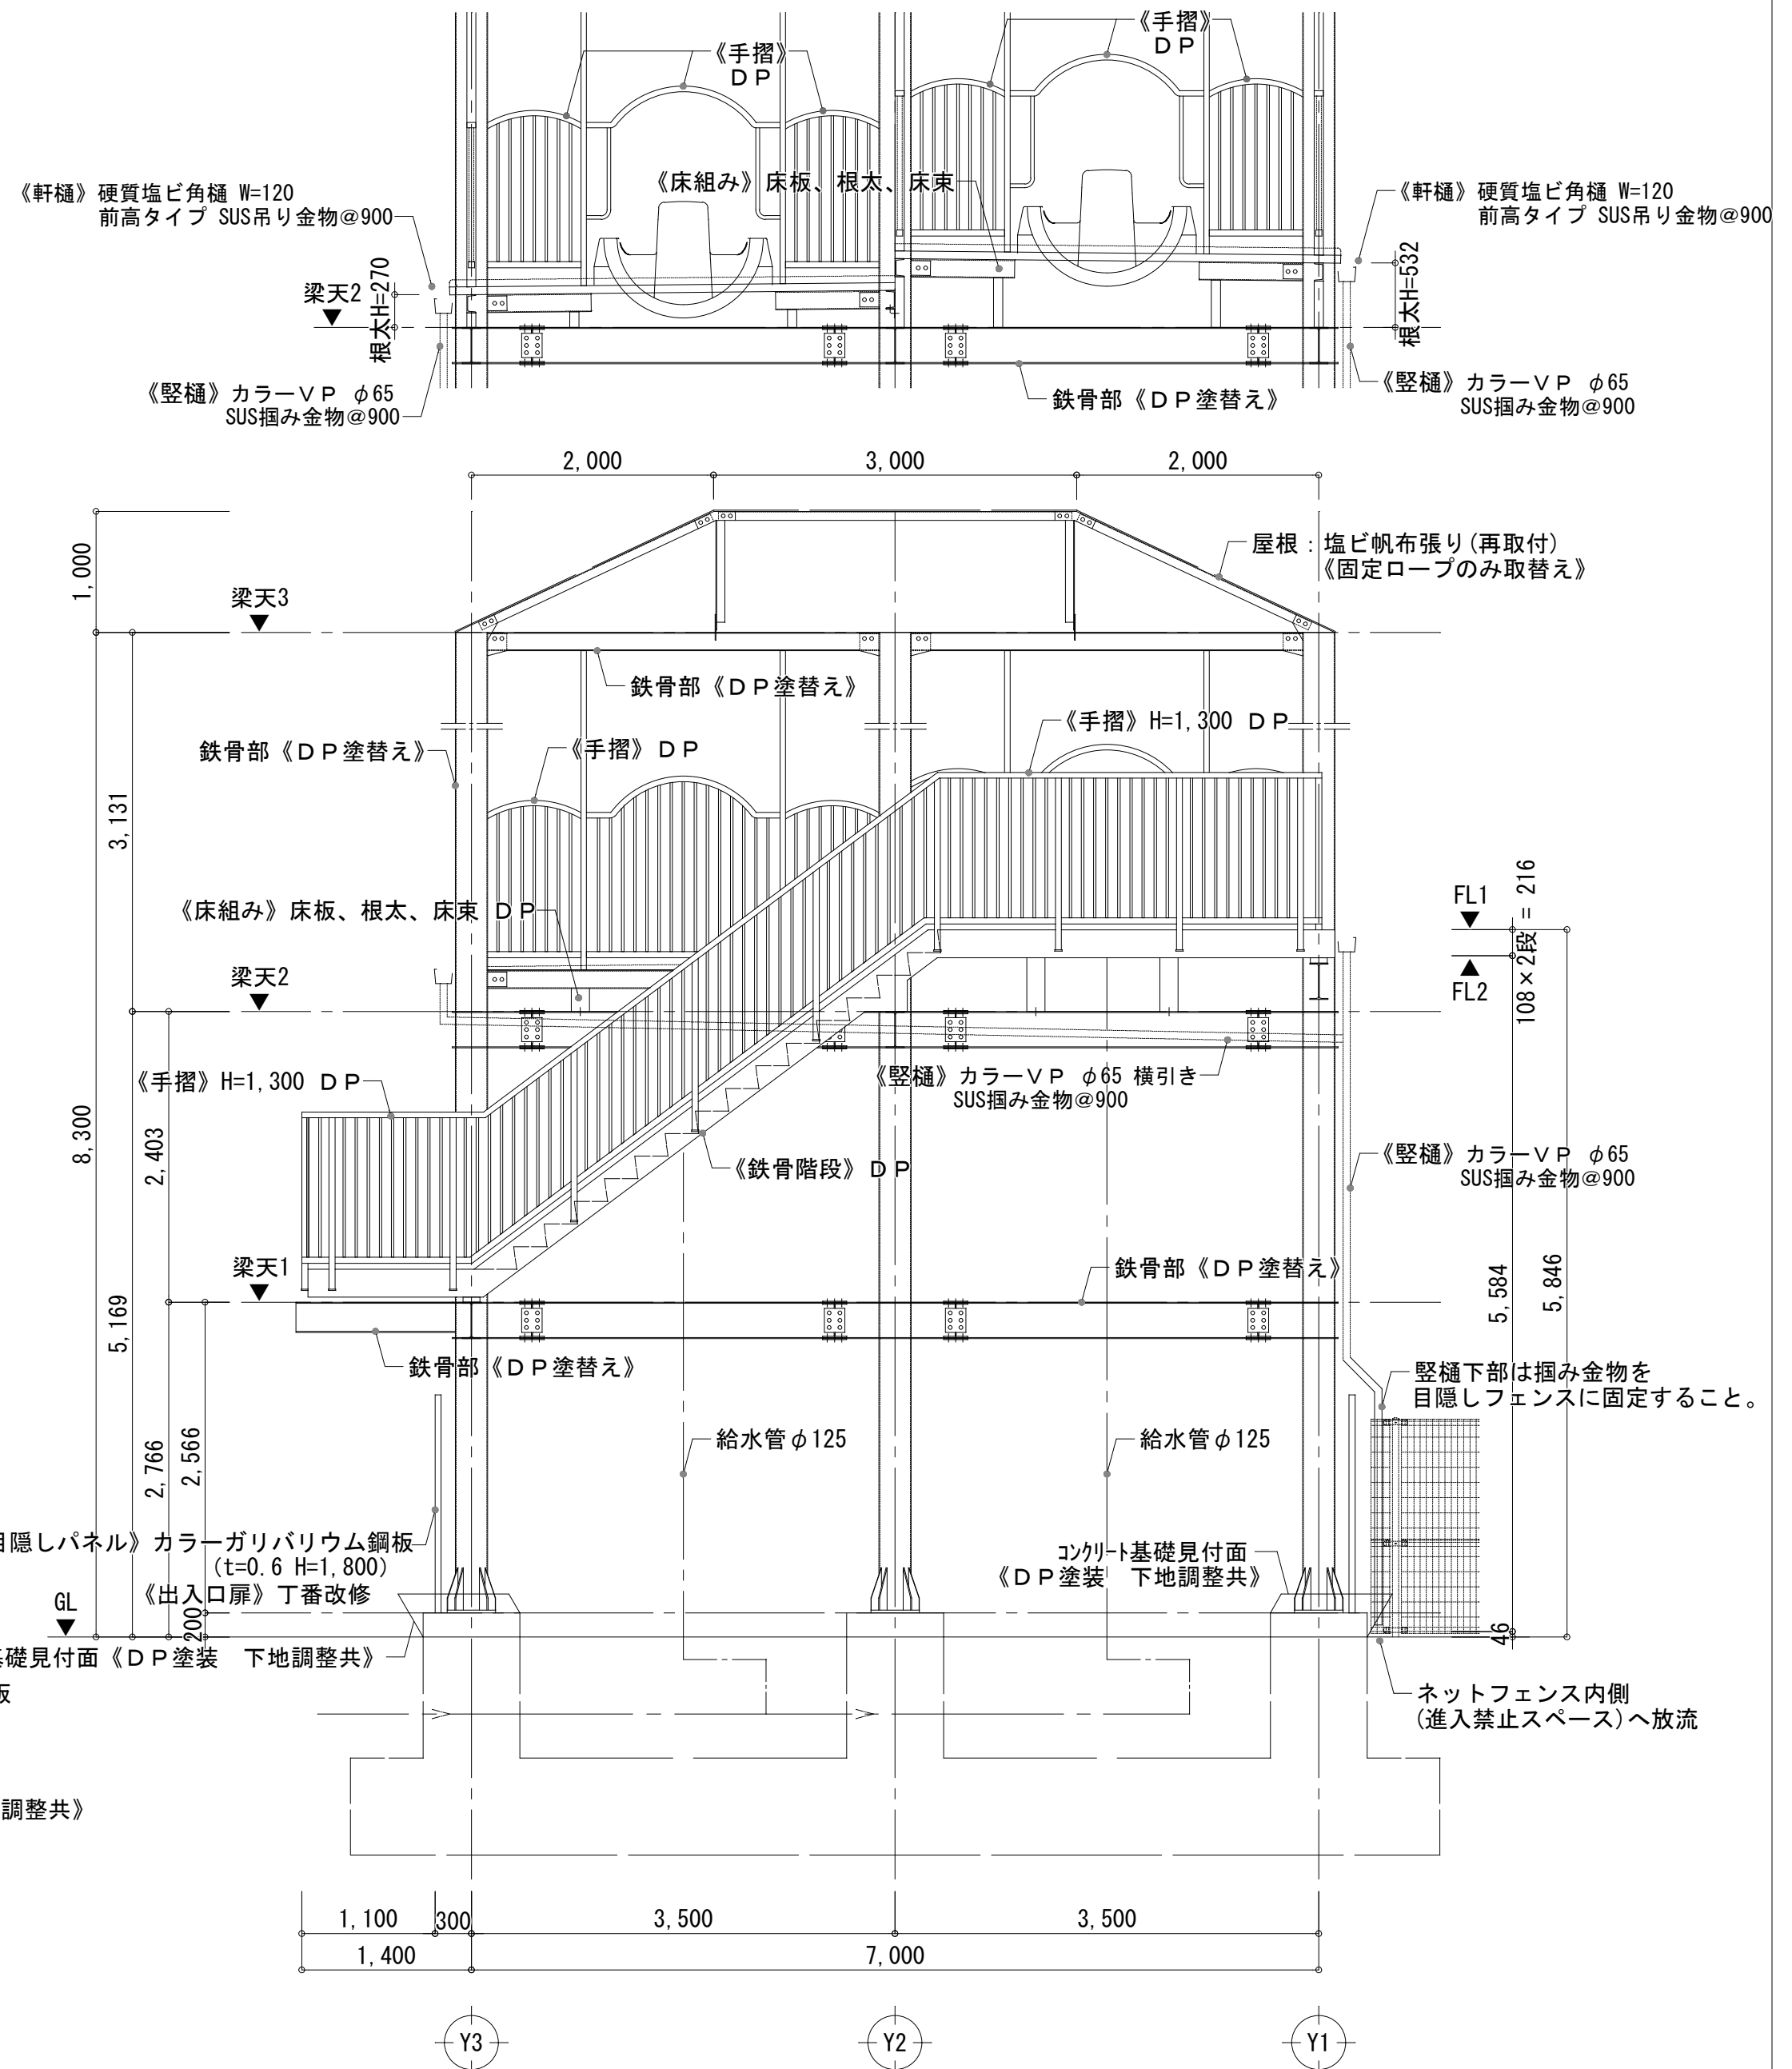 《手摺》
ＤＰ
《手摺》
ＤＰ
《軒樋》硬質塩ビ角樋 W=120
前高タイプ SUS吊り金物@900
《床組み》床板、根太、床束
《軒樋》硬質塩ビ角樋 W=120
前高タイプ SUS吊り金物@900
梁天2
根太H=270
根太H=532
《竪樋》カラーＶＰ φ65
SUS掴み金物@900
鉄骨部《ＤＰ塗替え》
《竪樋》カラーＶＰ φ65
SUS掴み金物@900
2,000
3,000
2,000
1,000
屋根：塩ビ帆布張り(再取付)
《固定ロープのみ取替え》
梁天3
鉄骨部《ＤＰ塗替え》
《手摺》H=1,300 ＤＰ
鉄骨部《ＤＰ塗替え》
《手摺》ＤＰ
3,131
《床組み》床板、根太、床束 ＤＰ
FL1
FL2
108×2段 = 216
梁天2
《手摺》H=1,300 ＤＰ
《竪樋》カラーＶＰ φ65 横引き
SUS掴み金物@900
8,300
2,403
《鉄骨階段》ＤＰ
《竪樋》カラーＶＰ φ65
SUS掴み金物@900
梁天1
鉄骨部《ＤＰ塗替え》
5,169
5,584
5,846
鉄骨部《ＤＰ塗替え》
竪樋下部は掴み金物を
目隠しフェンスに固定すること。
2,766
2,566
給水管φ125
給水管φ125
目隠しパネル》カラーガリバリウム鋼板
(t=0.6 H=1,800)
《出入口扉》丁番改修
コンクリート基礎見付面
《ＤＰ塗装　下地調整共》
GL
200
46
基礎見付面《ＤＰ塗装　下地調整共》
板
ネットフェンス内側
(進入禁止スペース)へ放流
調整共》
1,100
300
3,500
3,500
1,400
7,000
Y3
Y2
Y1